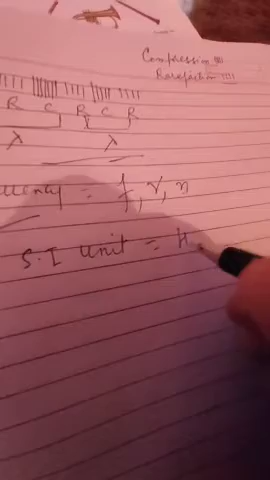 Compression
Rarefaction
R C R C R
λ λ
= f, ν, n
S.I unit = H